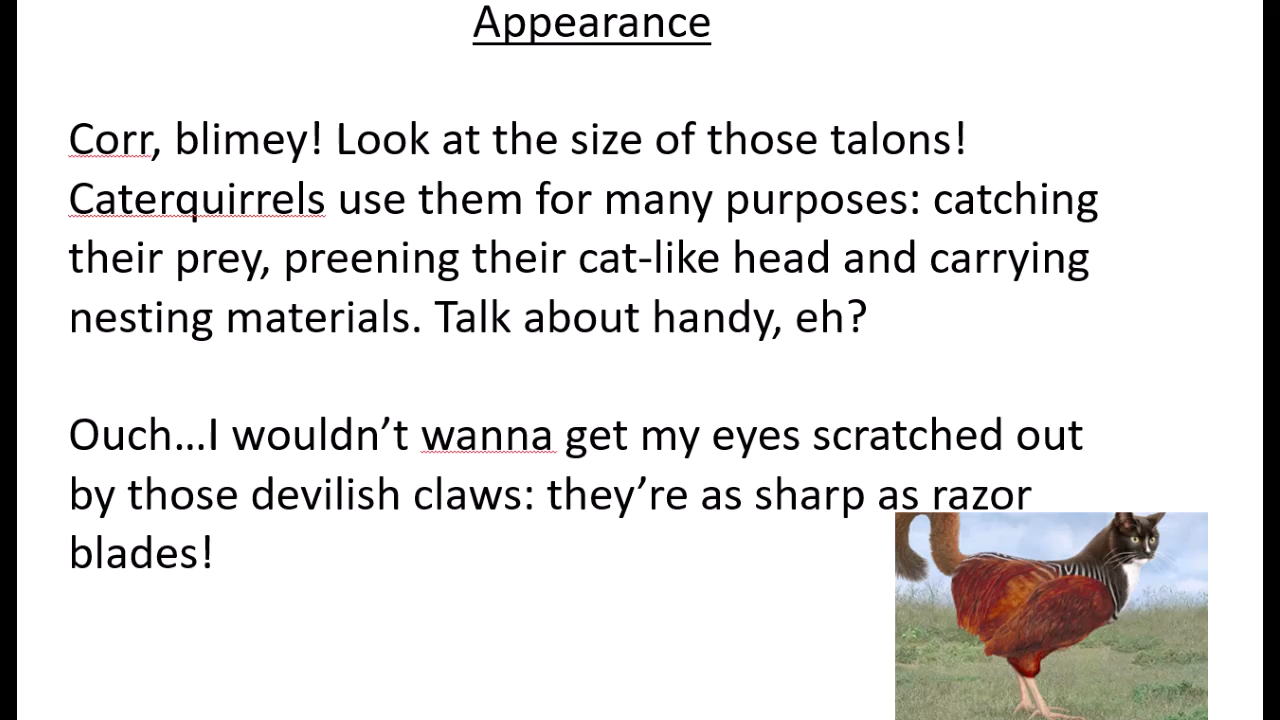 Appearance
Corr, blimey! Look at the size of those talons!
Caterquirrels use them for many purposes: catching
their prey, preening their cat-like head and carrying
nesting materials. Talk about handy, eh?
Ouch…I wouldn’t wanna get my eyes scratched out
by those devilish claws: they’re as sharp as razor
blades!